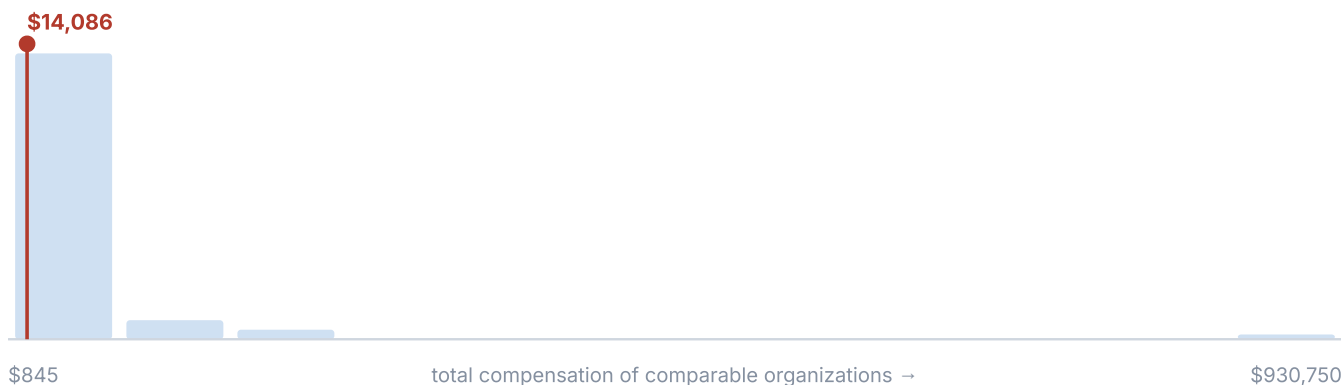 $14,086
$845
total compensation of comparable organizations →
$930,750